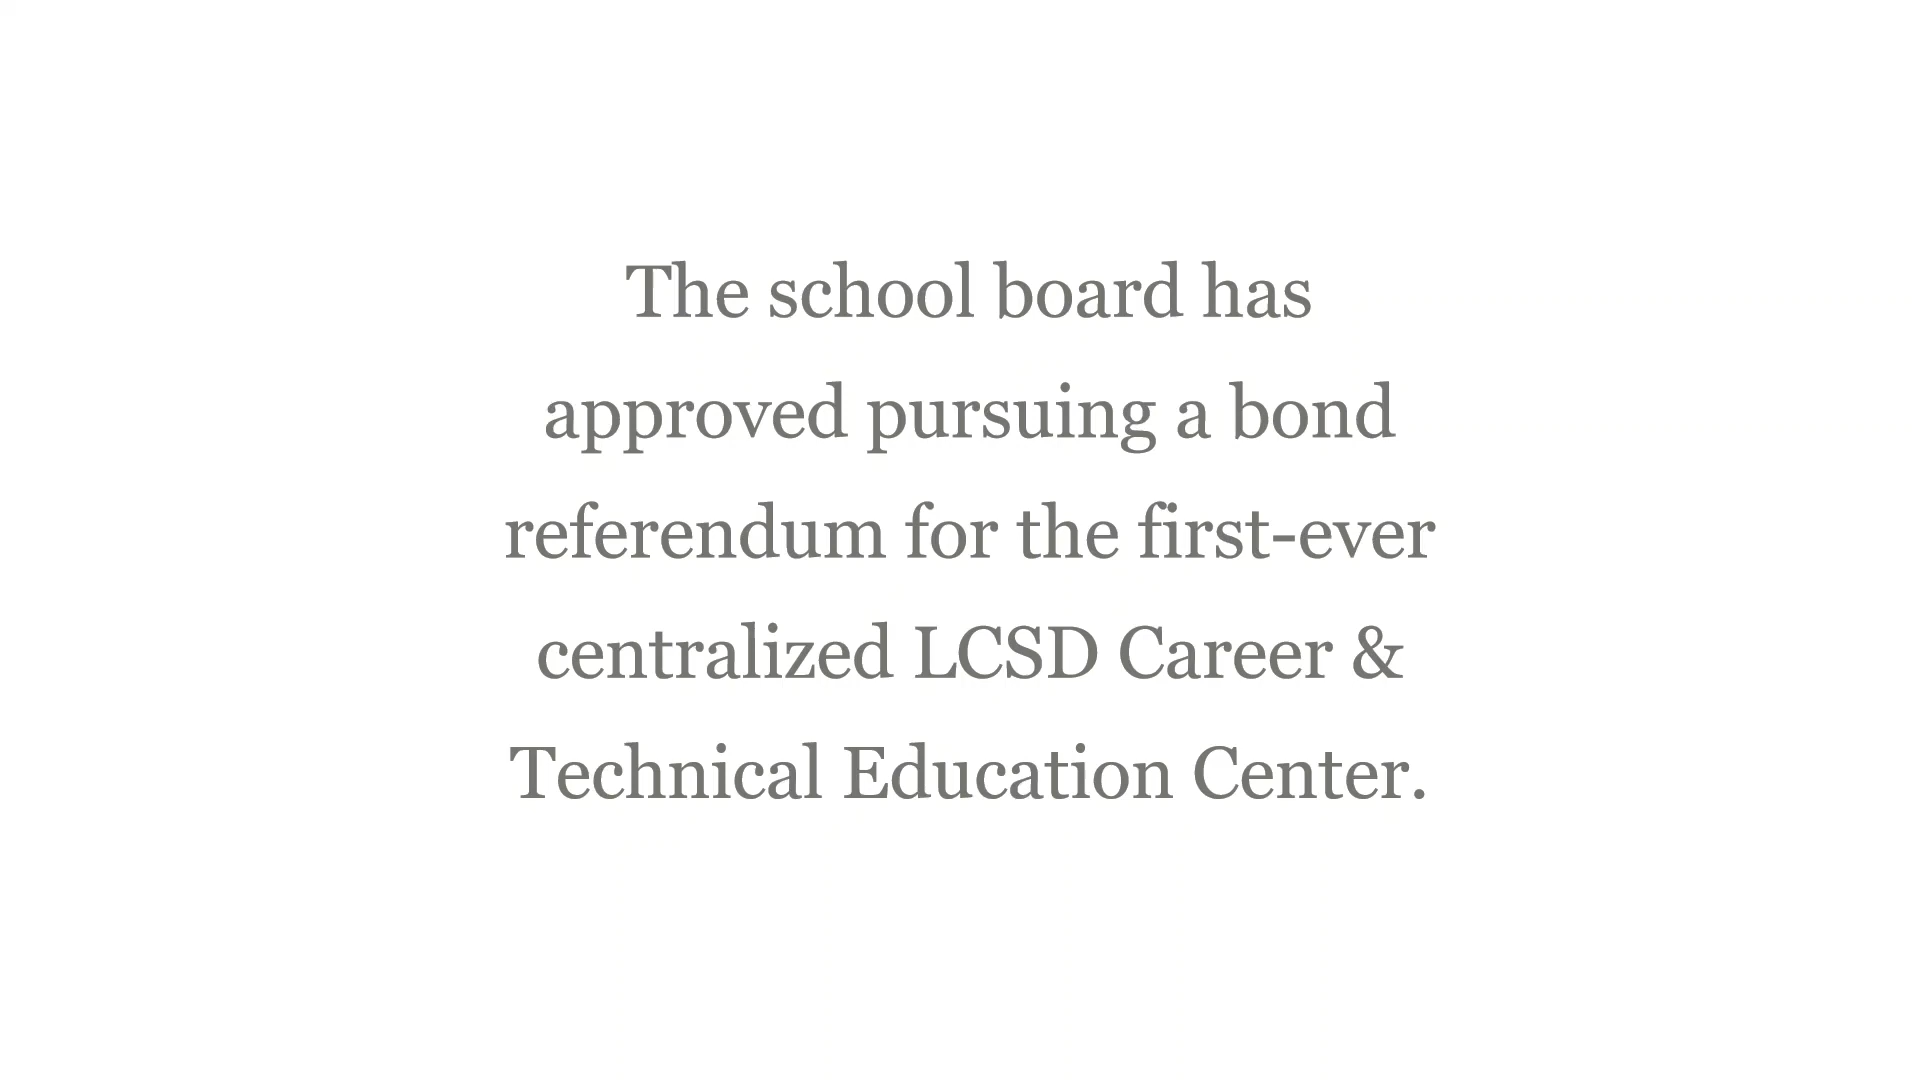 The school board has
approved pursuing a bond
referendum for the first-ever
centralized LCSD Career &
Technical Education Center.